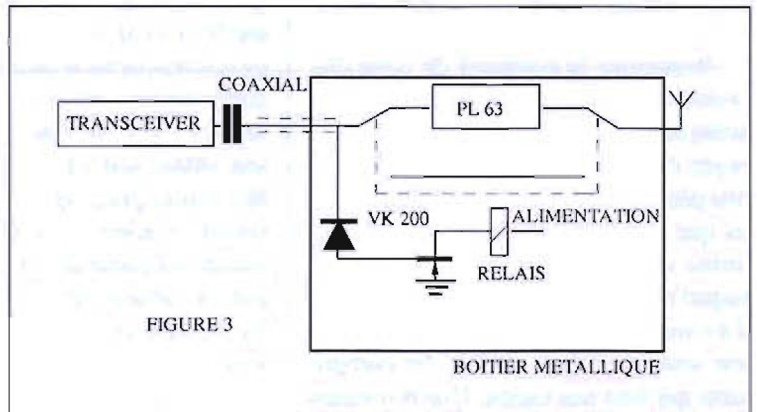 COAXIAL
TRANSCEIVER
PL 63
VK 200
ALIMENTATION
RELAIS
FIGURE 3
BOITIER METALLIQUE